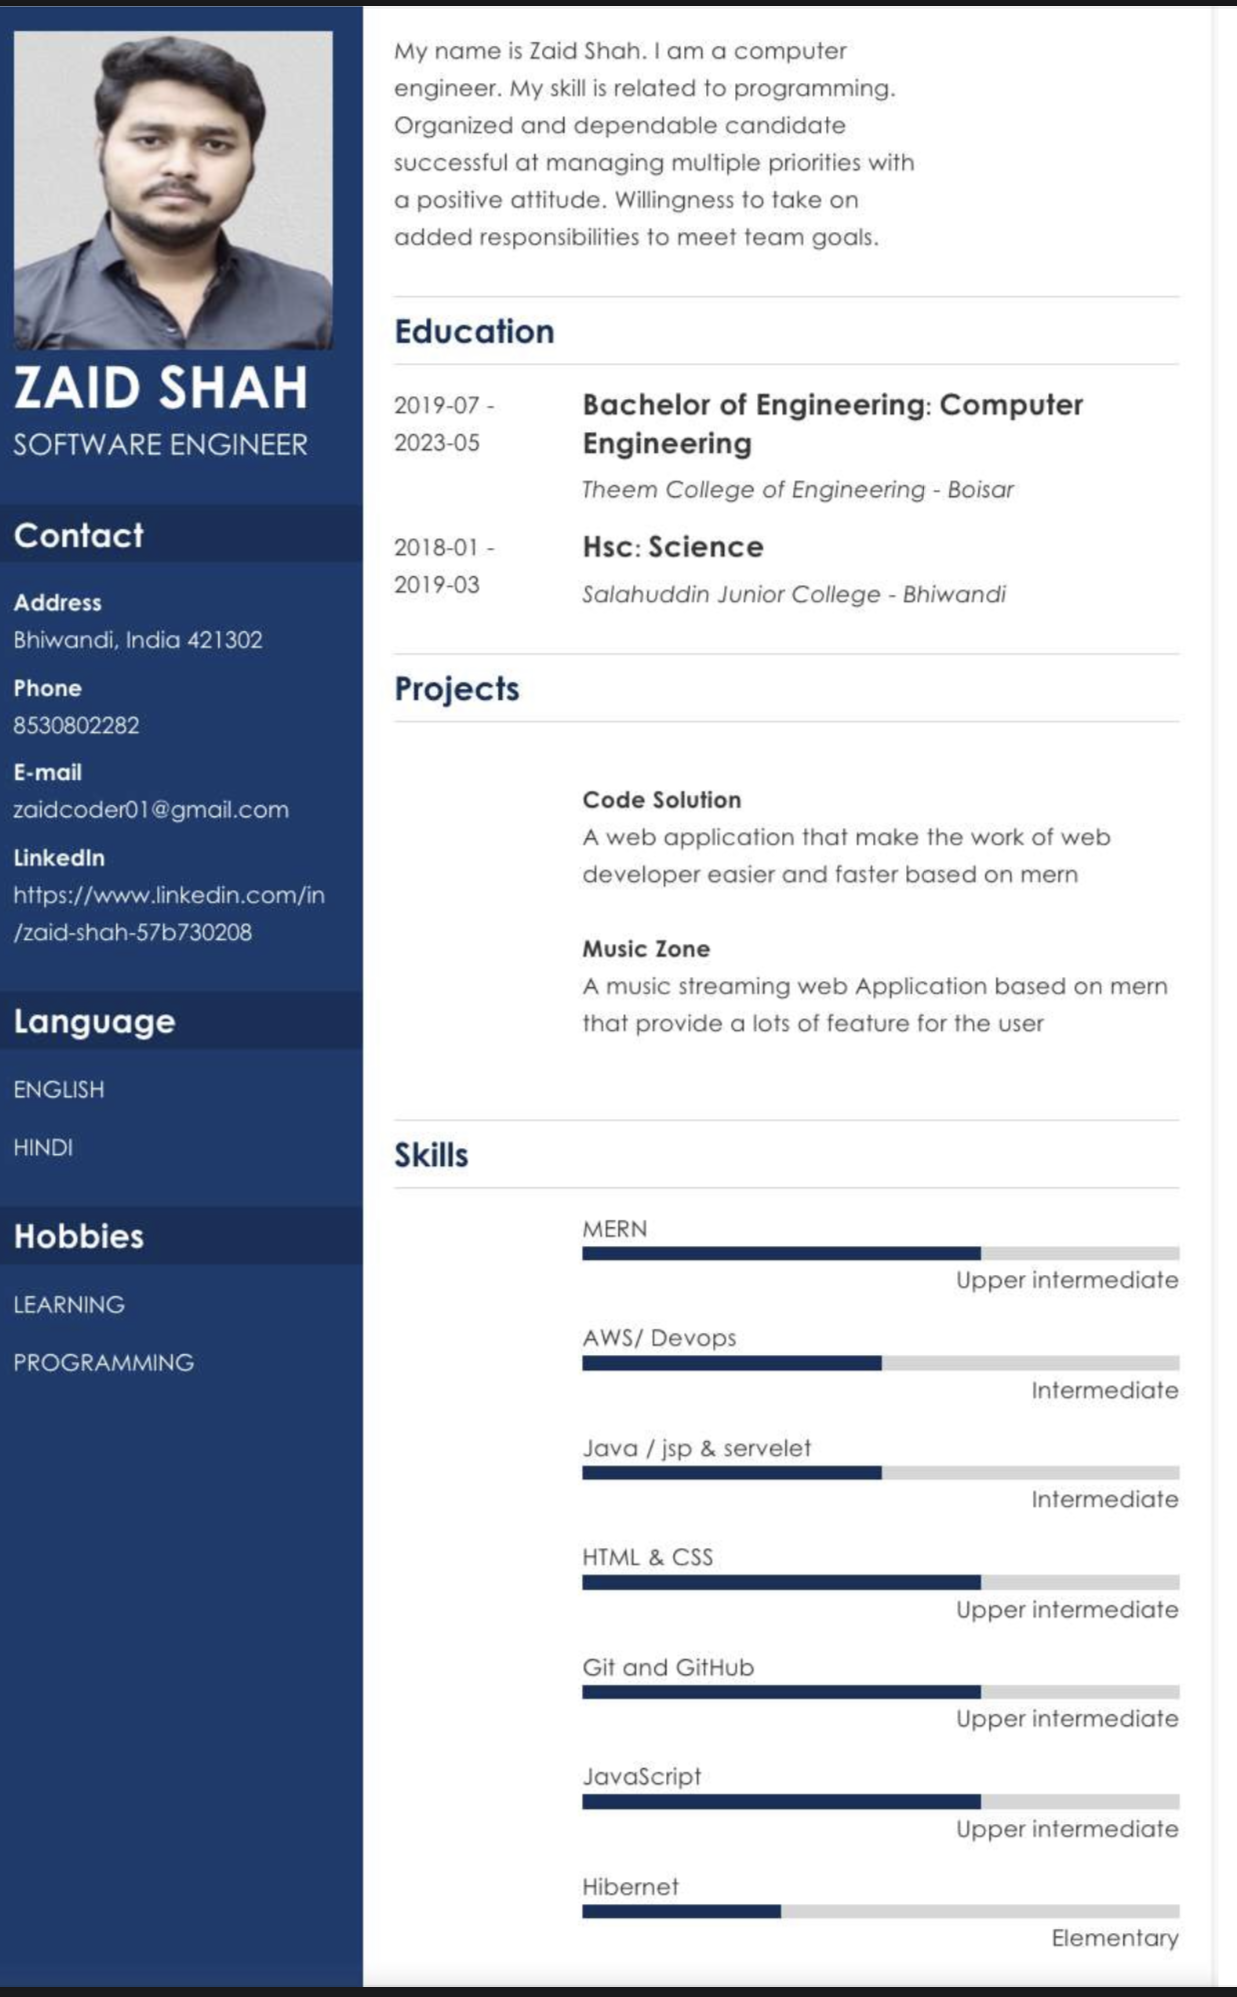 ZAID SHAH
SOFTWARE ENGINEER
Contact
Address
Bhiwandi, India 421302
Phone
8530802282
E-mail
zaidcoder01@gmail.com
LinkedIn
https://www.linkedin.com/in
/zaid-shah-57b730208
Language
ENGLISH
HINDI
Hobbies
LEARNING
PROGRAMMING
My name is Zaid Shah. I am a computer
engineer. My skill is related to programming.
Organized and dependable candidate
successful at managing multiple priorities with
a positive attitude. Willingness to take on
added responsibilities to meet team goals.
Education
2019-07 -
2023-05
Bachelor of Engineering: Computer
Engineering
Theem College of Engineering - Boisar
2018-01 -
2019-03
Hsc: Science
Salahuddin Junior College - Bhiwandi
Projects
Code Solution
A web application that make the work of web
developer easier and faster based on mern
Music Zone
A music streaming web Application based on mern
that provide a lots of feature for the user
Skills
MERN
Upper intermediate
AWS/ Devops
Intermediate
Java / jsp & servelet
Intermediate
HTML & CSS
Upper intermediate
Git and GitHub
Upper intermediate
JavaScript
Upper intermediate
Hibernet
Elementary